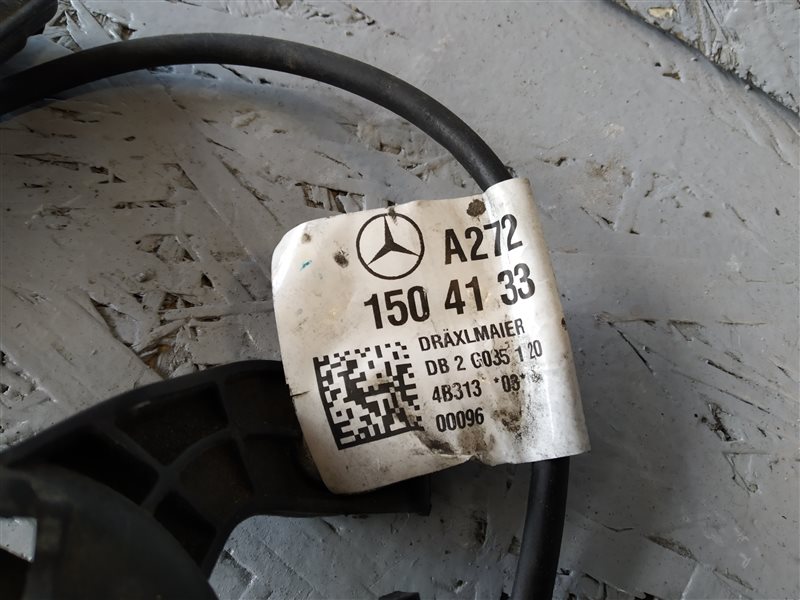 A272
150 41 33
DRÄXLMAIER
DB 2 G035 1 20
4B313 *03*
00096